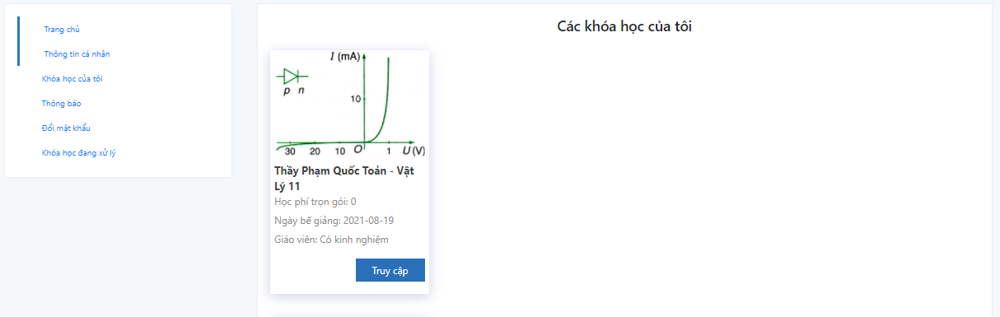 Trang chủ
Thông tin cá nhân
Khóa học của tôi
Thông báo
Đổi mật khẩu
Khóa học đang xử lý
Các khóa học của tôi
I (mA)
p n
10
30 20 10 O 1 U (V)
Thầy Phạm Quốc Toản - Vật
Lý 11
Học phí trọn gói: 0
Ngày bế giảng: 2021-08-19
Giáo viên: Có kinh nghiệm
Truy cập